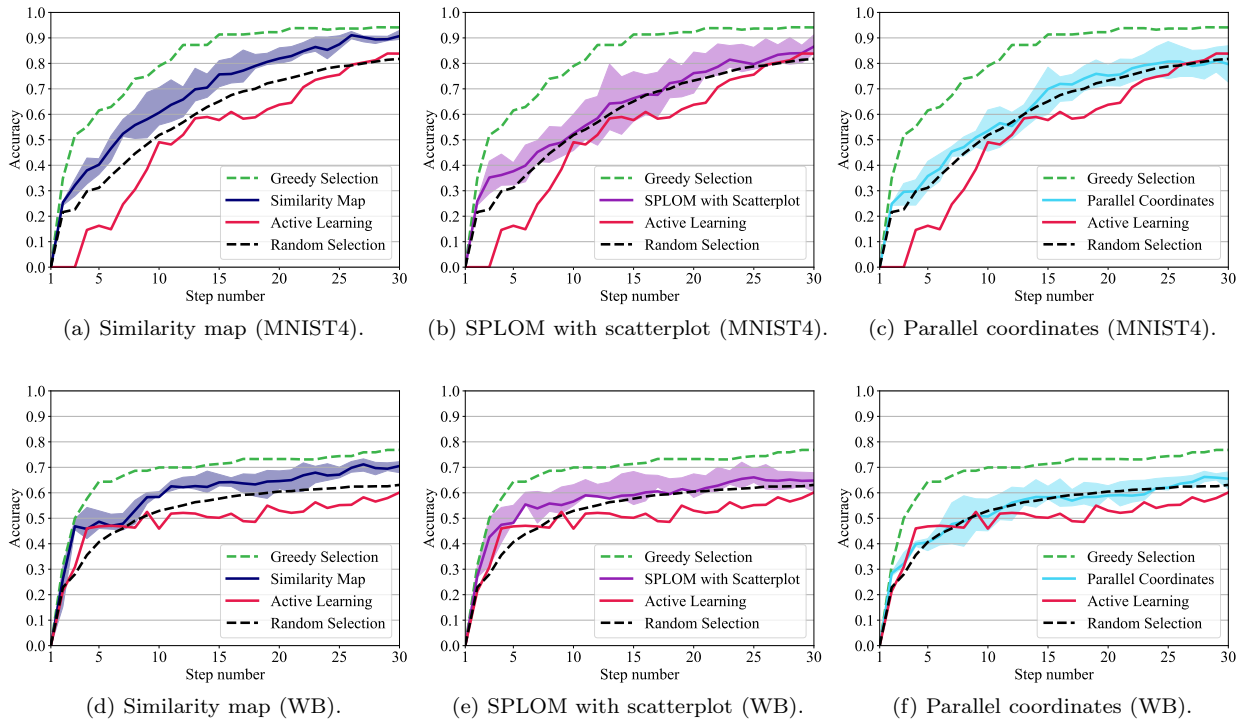 1.0
0.9
0.8
0.7
0.6
0.5
0.4
0.3
0.2
0.1
0.0
Accuracy
Greedy Selection
Similarity Map
Active Learning
Random Selection
1 5 10 15 20 25 30
Step number
(a) Similarity map (MNIST4).
1.0
0.9
0.8
0.7
0.6
0.5
0.4
0.3
0.2
0.1
0.0
Accuracy
Greedy Selection
SPLOM with Scatterplot
Active Learning
Random Selection
1 5 10 15 20 25 30
Step number
(b) SPLOM with scatterplot (MNIST4).
1.0
0.9
0.8
0.7
0.6
0.5
0.4
0.3
0.2
0.1
0.0
Accuracy
Greedy Selection
Parallel Coordinates
Active Learning
Random Selection
1 5 10 15 20 25 30
Step number
(c) Parallel coordinates (MNIST4).
1.0
0.9
0.8
0.7
0.6
0.5
0.4
0.3
0.2
0.1
0.0
Accuracy
Greedy Selection
Similarity Map
Active Learning
Random Selection
1 5 10 15 20 25 30
Step number
(d) Similarity map (WB).
1.0
0.9
0.8
0.7
0.6
0.5
0.4
0.3
0.2
0.1
0.0
Accuracy
Greedy Selection
SPLOM with Scatterplot
Active Learning
Random Selection
1 5 10 15 20 25 30
Step number
(e) SPLOM with scatterplot (WB).
1.0
0.9
0.8
0.7
0.6
0.5
0.4
0.3
0.2
0.1
0.0
Accuracy
Greedy Selection
Parallel Coordinates
Active Learning
Random Selection
1 5 10 15 20 25 30
Step number
(f) Parallel coordinates (WB).